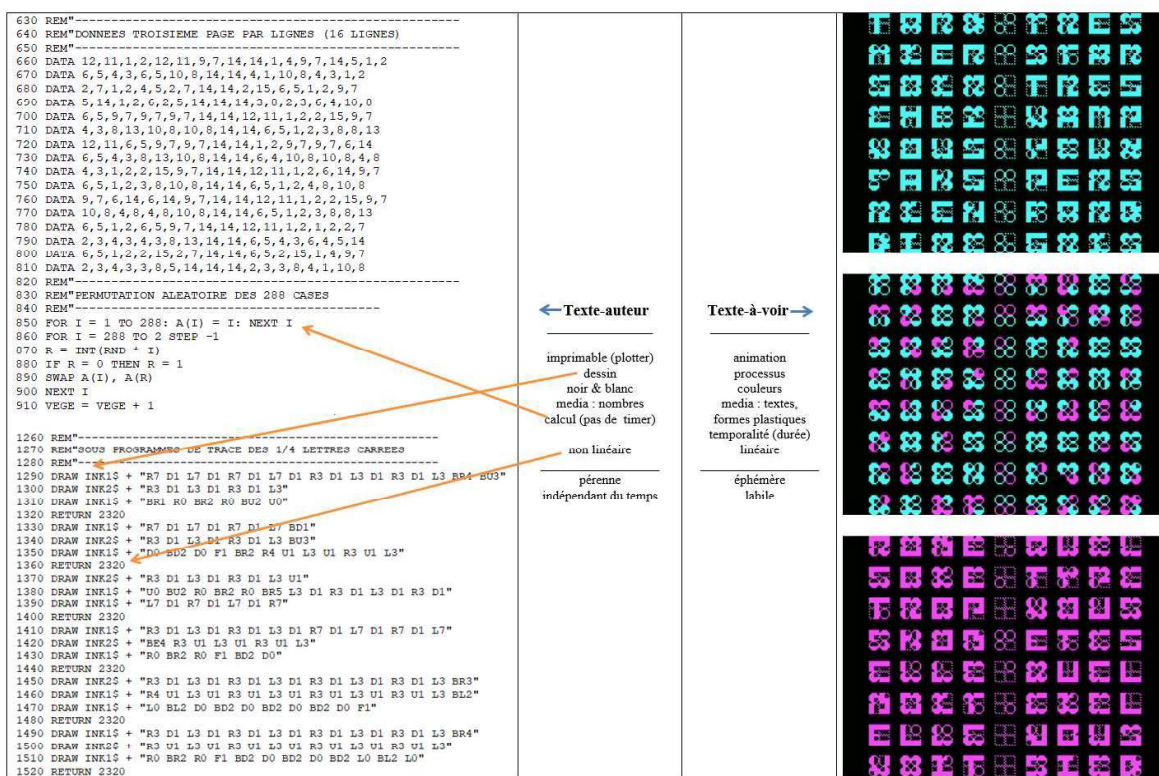 630 REM"---------------------------------------------------
640 REM"DONNEES TROISIEME PAGE PAR LIGNES (16 LIGNES)
650 REM"---------------------------------------------------
660 DATA 12,11,1,2,12,11,9,7,14,14,1,4,9,7,14,5,1,2
670 DATA 6,5,4,3,6,5,10,8,14,14,4,1,10,8,4,3,1,2
680 DATA 2,7,1,2,4,5,2,7,14,14,2,15,6,5,1,2,9,7
690 DATA 5,14,1,2,6,2,5,14,14,14,3,8,2,3,6,4,10,8
700 DATA 6,5,9,7,9,7,9,7,14,14,12,11,1,2,2,15,9,7
710 DATA 4,3,8,13,10,8,10,8,14,14,6,5,1,2,3,8,8,13
720 DATA 12,11,6,5,9,7,9,7,14,14,1,2,9,7,9,7,6,14
730 DATA 6,5,4,3,8,13,10,8,14,14,6,4,10,8,10,8,4,8
740 DATA 4,3,1,2,2,15,9,7,14,14,12,11,1,2,6,14,9,7
750 DATA 6,5,1,2,3,8,10,8,14,14,6,5,1,2,4,8,10,8
760 DATA 9,7,6,14,6,14,9,7,14,14,12,11,1,2,2,15,9,7
770 DATA 10,8,4,8,4,8,10,8,14,14,6,5,1,2,3,8,8,13
780 DATA 6,5,1,2,6,5,9,7,14,14,12,11,1,2,1,2,2,7
790 DATA 2,3,4,3,4,3,8,13,14,14,6,5,4,3,6,4,5,14
800 DATA 6,5,1,2,2,15,2,7,14,14,6,5,2,15,1,4,9,7
810 DATA 2,3,4,3,3,8,5,14,14,14,2,3,3,8,4,1,10,8
820 REM"---------------------------------------------------
830 REM"PERMUTATION ALEATOIRE DES 288 CASES
840 REM"----------------------------------------
850 FOR I = 1 TO 288: A(I) = I: NEXT I
860 FOR I = 288 TO 2 STEP -1
870 R = INT(RND * I)
880 IF R = 0 THEN R = 1
890 SWAP A(I), A(R)
900 NEXT I
910 VEGE = VEGE + 1
1260 REM"------------------------------------------------
1270 REM"SOUS PROGRAMMES DE TRACE DES 1/4 LETTRES CARREES
1280 REM"------------------------------------------------
1290 DRAW INK1$ + "R7 D1 L7 D1 R7 D1 L7 D1 R3 D1 L3 D1 R3 D1 L3 BR4 BU3"
1300 DRAW INK2$ + "R3 D1 L3 D1 R3 D1 L3"
1310 DRAW INK2$ + "BR1 R0 BR2 R0 BU2 U0"
1320 RETURN 2320
1330 DRAW INK1$ + "R7 D1 L7 D1 R7 D1 L7 BD1"
1340 DRAW INK2$ + "R3 D1 L3 D1 R3 D1 L3 BU3"
1350 DRAW INK1$ + "D0 BD2 D0 F1 BR2 R4 U1 L3 U1 R3 U1 L3"
1360 RETURN 2320
1370 DRAW INK2$ + "R3 D1 L3 D1 R3 D1 L3 U1"
1380 DRAW INK1$ + "U0 BU2 R0 BR2 R0 BR5 L3 D1 R3 D1 L3 D1 R3 D1"
1390 DRAW INK1$ + "L7 D1 R7 D1 L7 D1 R7"
1400 RETURN 2320
1410 DRAW INK1$ + "R3 D1 L3 D1 R3 D1 L3 D1 R7 D1 L7 D1 R7 D1 L7"
1420 DRAW INK2$ + "BE4 R3 U1 L3 U1 R3 U1 L3"
1430 DRAW INK1$ + "R0 BR2 R0 F1 BD2 D0"
1440 RETURN 2320
1450 DRAW INK2$ + "R3 D1 L3 D1 R3 D1 L3 D1 R3 D1 L3 D1 R3 D1 L3 BR3"
1460 DRAW INK1$ + "R4 U1 L3 U1 R3 U1 L3 U1 R3 U1 L3 U1 R3 U1 L3 BL2"
1470 DRAW INK1$ + "L0 BL2 D0 BD2 D0 BD2 D0 BD2 D0 F1"
1480 RETURN 2320
1490 DRAW INK1$ + "R3 D1 L3 D1 R3 D1 L3 D1 R3 D1 L3 D1 R3 D1 L3 BR4"
1500 DRAW INK2$ + "R3 U1 L3 U1 R3 U1 L3 U1 R3 U1 L3 U1 R3 U1 L3"
1510 DRAW INK1$ + "R0 BR2 R0 F1 BD2 D0 BD2 D0 BD2 L0 BL2 L0"
1520 RETURN 2320
Texte-auteur
imprimable (plotter)
dessin
noir & blanc
media : nombres
calcul (pas de timer)
non linéaire
pérenne
indépendant du temps
Texte-à-voir
animation
processus
couleurs
media : textes,
formes plastiques
temporalité (durée)
linéaire
éphémère
labile